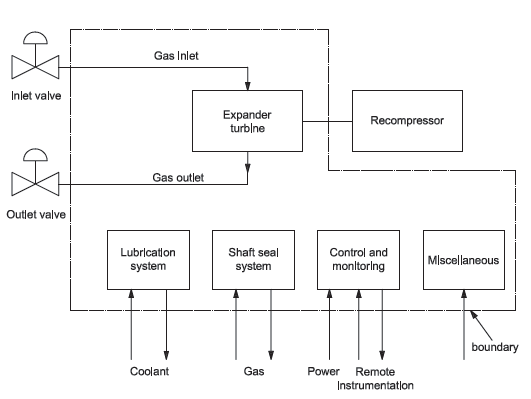 Gas inlet
Inlet valve
Expander
turbine
Recompressor
Gas outlet
Outlet valve
Lubrication
system
Shaft seal
system
Control and
monitoring
Miscellaneous
boundary
Coolant
Gas
Power
Remote
instrumentation